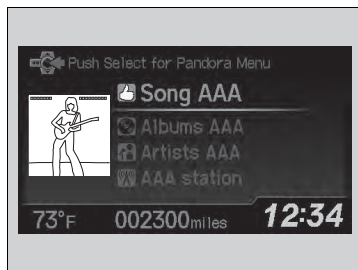 Push Select for Pandora Menu
Song AAA
Albums AAA
Artists AAA
AAA station
73°F 002300miles 12:34